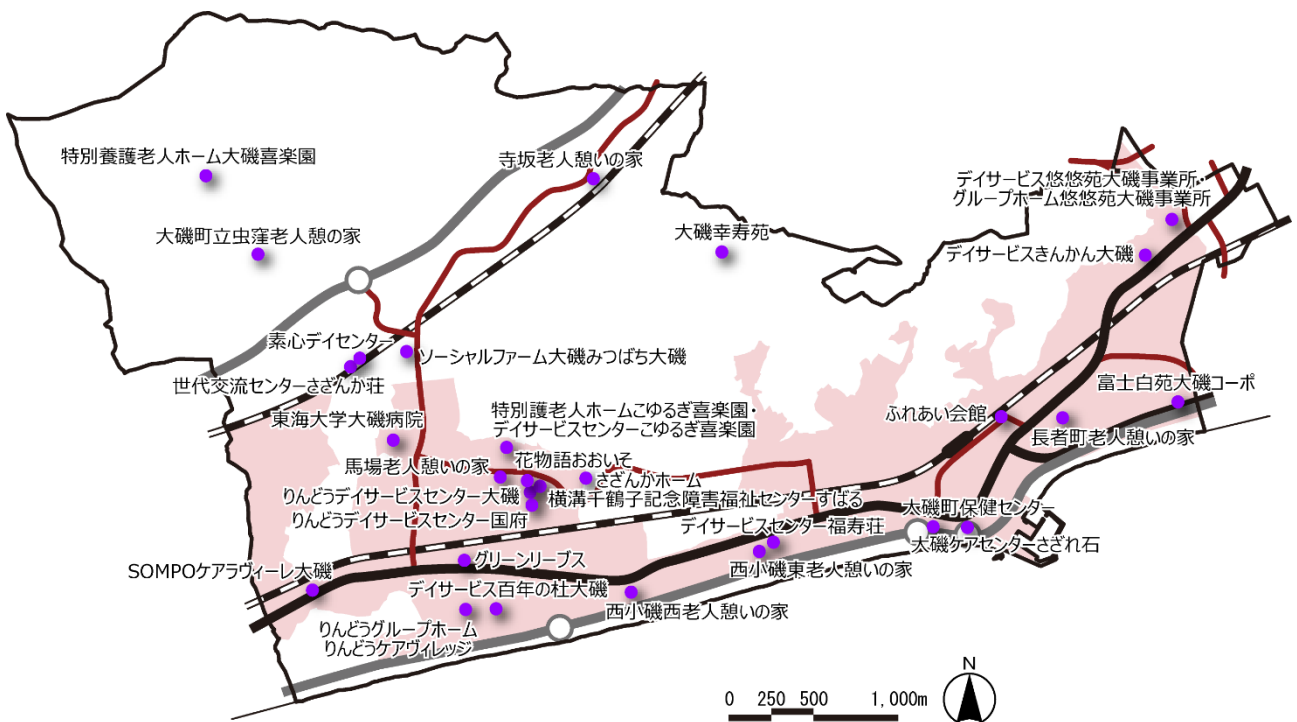 特別養護老人ホーム大磯喜楽園
寺坂老人憩いの家
デイサービス悠悠苑大磯事業所・
グループホーム悠悠苑大磯事業所
大磯町立虫窪老人憩の家
大磯幸寿苑
デイサービスきんかん大磯
素心デイセンター
ソーシャルファーム大磯みつばち大磯
世代交流センターさざんか荘
富士白苑大磯コーポ
東海大学大磯病院
特別護老人ホームこゆるぎ喜楽園・
デイサービスセンターこゆるぎ喜楽園
ふれあい会館
長者町老人憩いの家
馬場老人憩いの家
花物語おおいそ
さざんかホーム
りんどうデイサービスセンター大磯
横溝千鶴子記念障害福祉センターすばる
りんどうデイサービスセンター国府
大磯町保健センター
デイサービスセンター福寿荘
大磯ケアセンターさざれ石
グリーンリーブス
西小磯東老人憩いの家
SOMPOケアラヴィーレ大磯
デイサービス百年の杜大磯
西小磯西老人憩いの家
りんどうグループホーム
りんどうケアヴィレッジ
N
0 250 500 1,000m